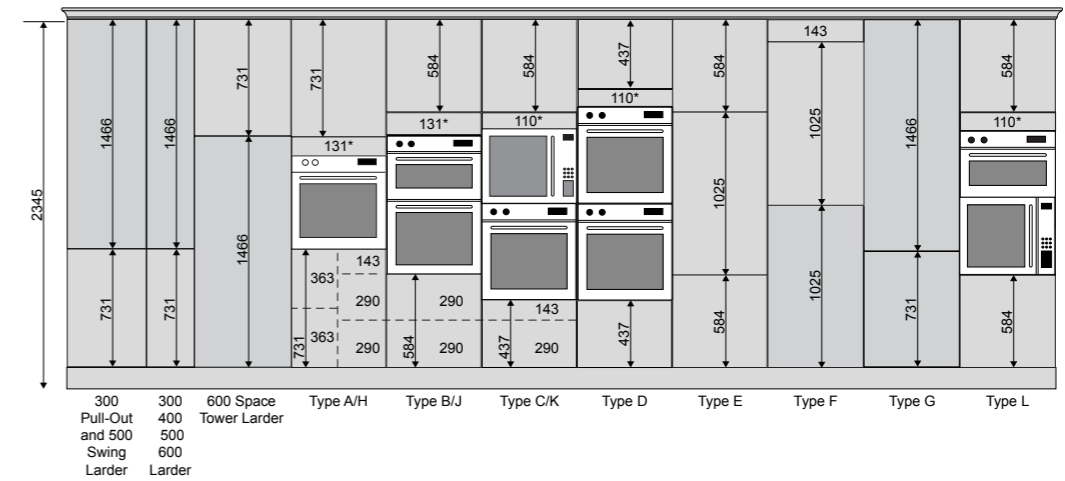 2345
1466
731
1466
731
731
1466
731
131*
731
363
363
143
290
290
584
131*
584
290
290
584
110*
437
143
290
437
110*
437
584
1025
584
143
1025
1025
1466
731
584
110*
584
300
Pull-Out
and 500
Swing
Larder
300
400
500
600
Larder
600 Space
Tower Larder
Type A/H
Type B/J
Type C/K
Type D
Type E
Type F
Type G
Type L